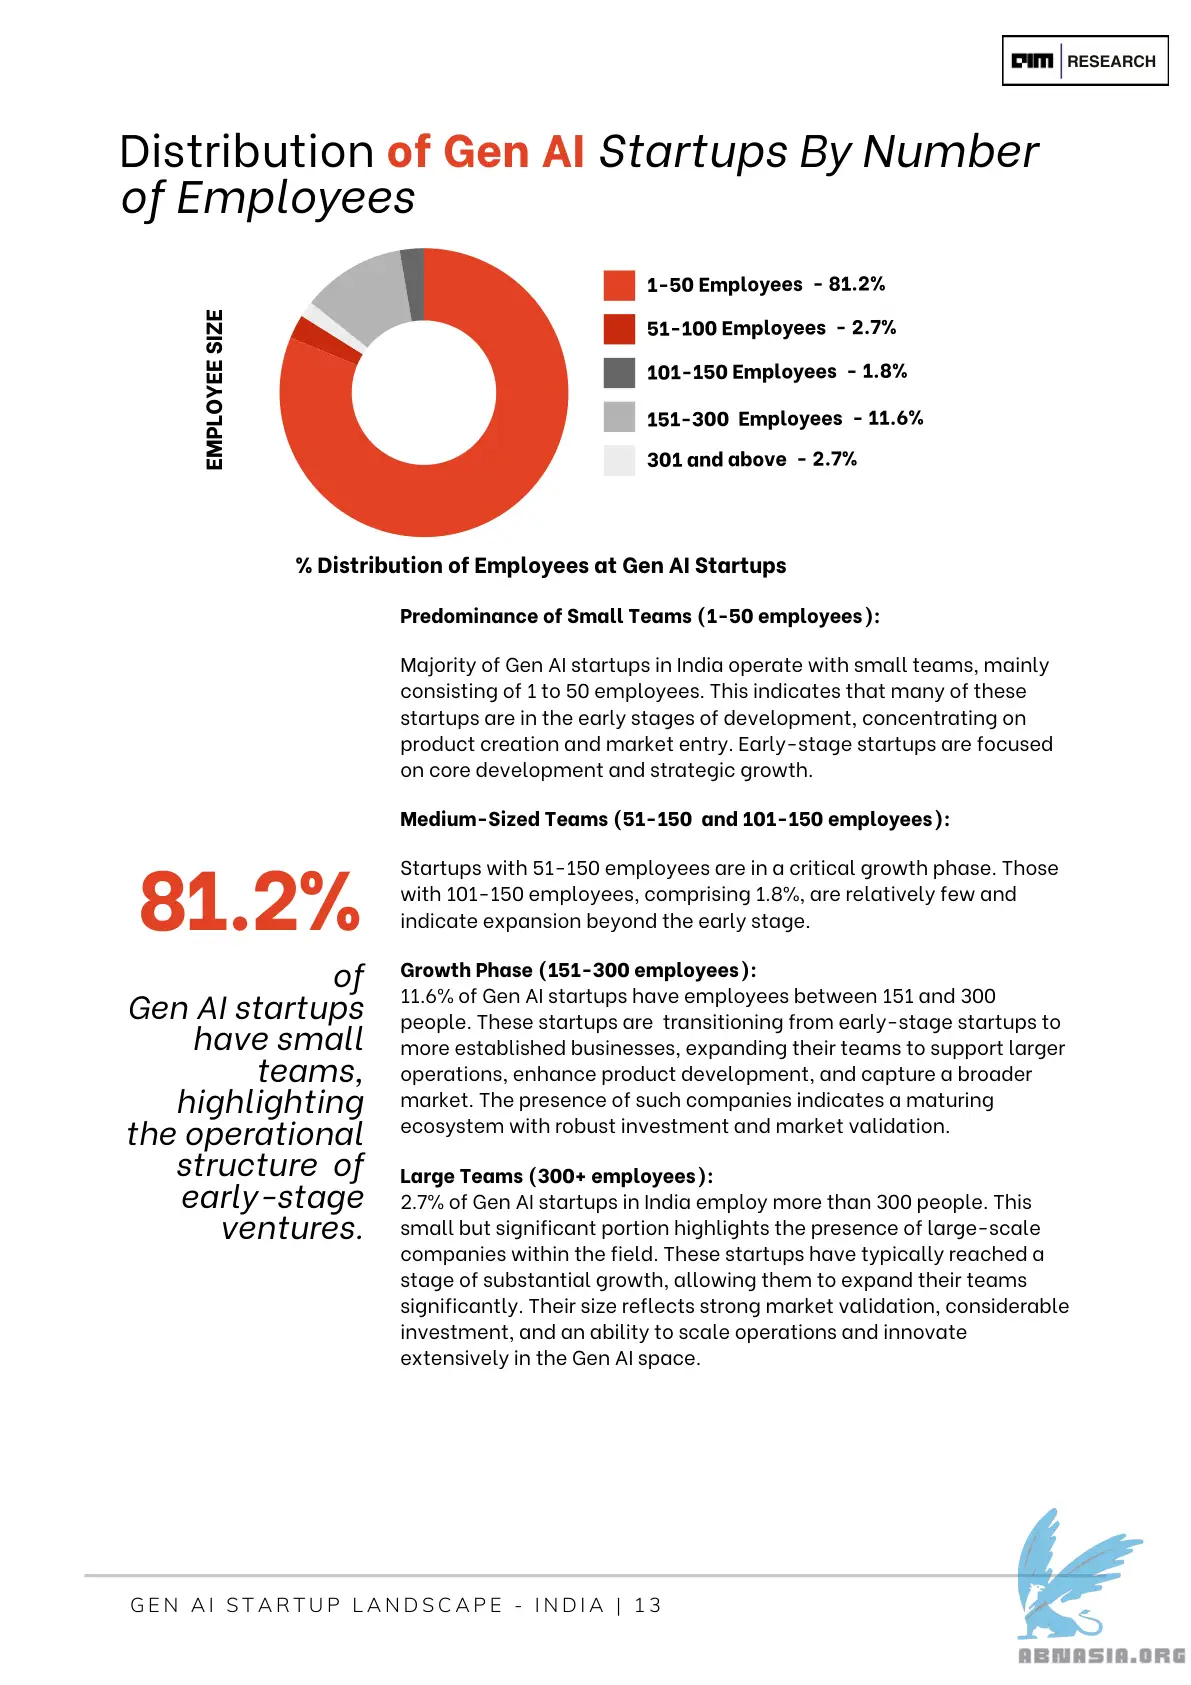 AIM RESEARCH
Distribution of Gen AI Startups By Number
of Employees
EMPLOYEE SIZE
1-50 Employees - 81.2%
51-100 Employees - 2.7%
101-150 Employees - 1.8%
151-300 Employees - 11.6%
301 and above - 2.7%
% Distribution of Employees at Gen AI Startups
Predominance of Small Teams (1-50 employees):
Majority of Gen AI startups in India operate with small teams, mainly
consisting of 1 to 50 employees. This indicates that many of these
startups are in the early stages of development, concentrating on
product creation and market entry. Early-stage startups are focused
on core development and strategic growth.
Medium-Sized Teams (51-150 and 101-150 employees):
Startups with 51-150 employees are in a critical growth phase. Those
with 101-150 employees, comprising 1.8%, are relatively few and
indicate expansion beyond the early stage.
81.2%
of
Gen AI startups
have small
teams,
highlighting
the operational
structure of
early-stage
ventures.
Growth Phase (151-300 employees):
11.6% of Gen AI startups have employees between 151 and 300
people. These startups are transitioning from early-stage startups to
more established businesses, expanding their teams to support larger
operations, enhance product development, and capture a broader
market. The presence of such companies indicates a maturing
ecosystem with robust investment and market validation.
Large Teams (300+ employees):
2.7% of Gen AI startups in India employ more than 300 people. This
small but significant portion highlights the presence of large-scale
companies within the field. These startups have typically reached a
stage of substantial growth, allowing them to expand their teams
significantly. Their size reflects strong market validation, considerable
investment, and an ability to scale operations and innovate
extensively in the Gen AI space.
GEN AI STARTUP LANDSCAPE - INDIA | 13
ABNASIA.ORG